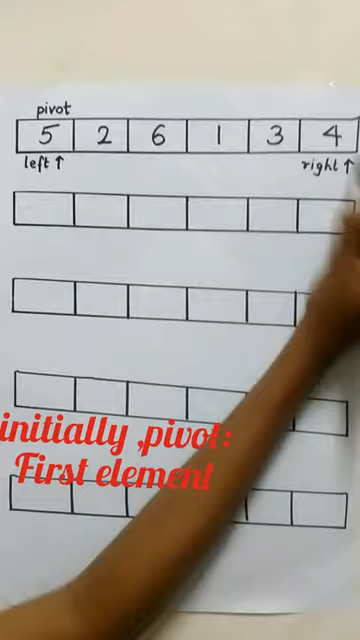 pivot
5 2 6 1 3 4
left ↑ right ↑
initially ,pivot:
First element